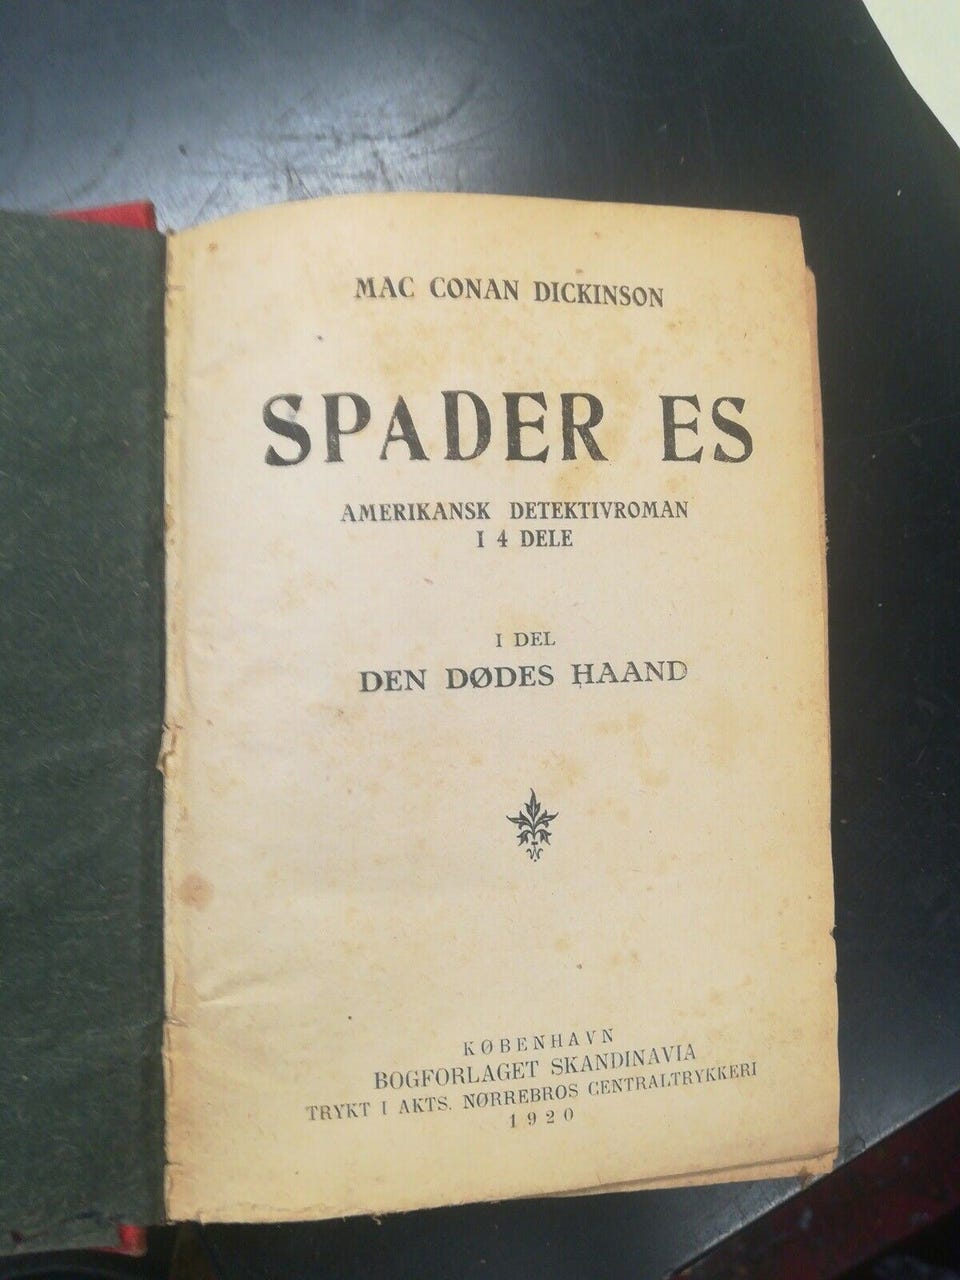 MAC CONAN DICKINSON
SPADER ES
AMERIKANSK DETEKTIVROMAN
I 4 DELE
I DEL
DEN DØDES HAAND
KØBENHAVN
BOGFORLAGET SKANDINAVIA
TRYKT I AKTS. NØRREBROS CENTRALTRYKKERI
1920